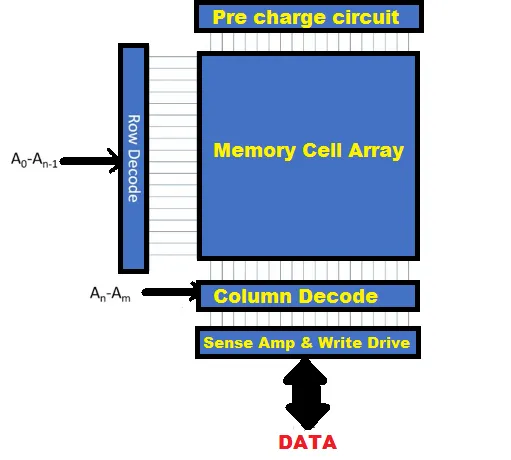 Pre charge circuit
Row Decode
Memory Cell Array
A0-An-1
An-Am
Column Decode
Sense Amp & Write Drive
DATA